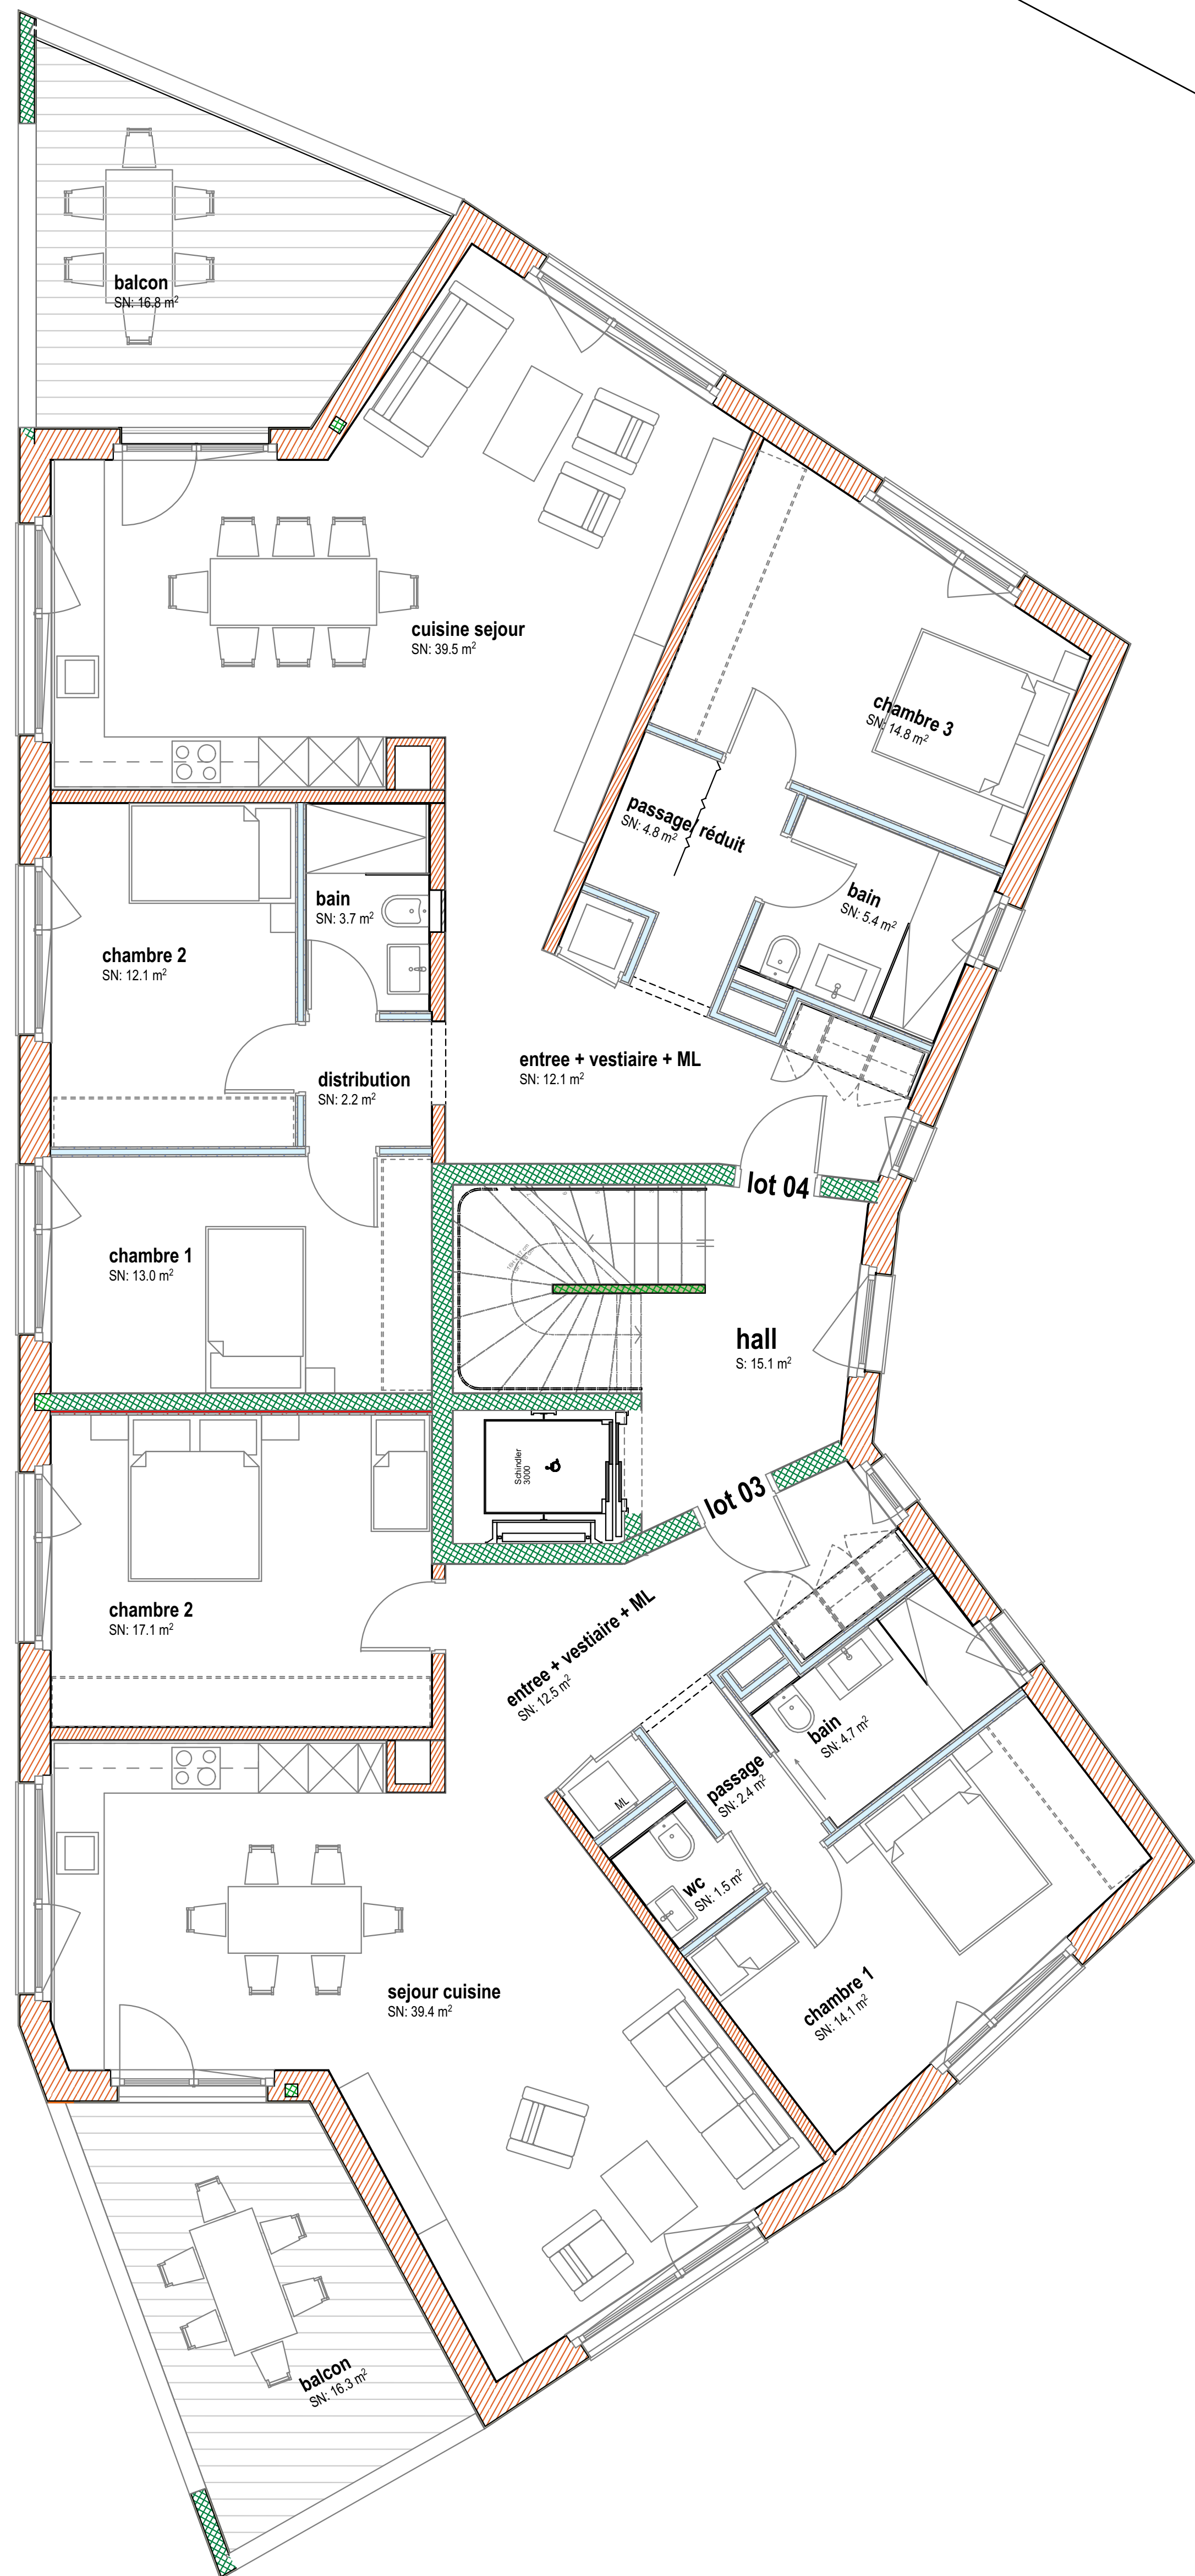 balcon
SN: 16.8 m²
cuisine sejour
SN: 39.5 m²
chambre 3
SN: 14.8 m²
passage/ réduit
SN: 4.8 m²
bain
SN: 5.4 m²
bain
SN: 3.7 m²
chambre 2
SN: 12.1 m²
entree + vestiaire + ML
SN: 12.1 m²
distribution
SN: 2.2 m²
lot 04
chambre 1
SN: 13.0 m²
hall
S: 15.1 m²
Schindler
3000
lot 03
chambre 2
SN: 17.1 m²
entree + vestiaire + ML
SN: 12.5 m²
bain
SN: 4.7 m²
passage
SN: 2.4 m²
ML
wc
SN: 1.5 m²
sejour cuisine
SN: 39.4 m²
chambre 1
SN: 14.1 m²
balcon
SN: 16.3 m²